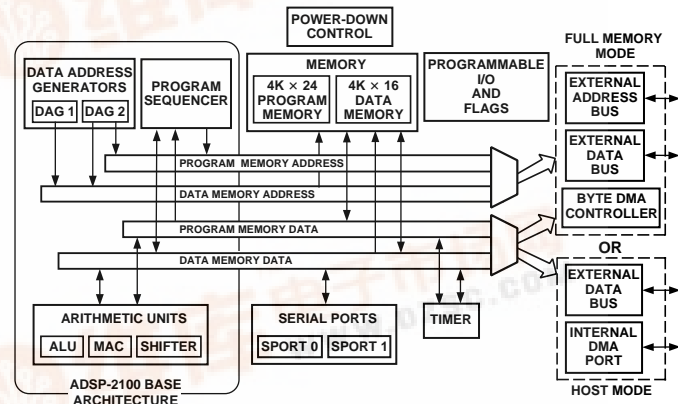 POWER-DOWN
CONTROL
FULL MEMORY
MODE
DATA ADDRESS
GENERATORS
DAG 1
DAG 2
PROGRAM
SEQUENCER
MEMORY
4K × 24
PROGRAM
MEMORY
4K × 16
DATA
MEMORY
PROGRAMMABLE
I/O
AND
FLAGS
EXTERNAL
ADDRESS
BUS
EXTERNAL
DATA
BUS
BYTE DMA
CONTROLLER
OR
EXTERNAL
DATA
BUS
INTERNAL
DMA
PORT
HOST MODE
PROGRAM MEMORY ADDRESS
DATA MEMORY ADDRESS
PROGRAM MEMORY DATA
DATA MEMORY DATA
ARITHMETIC UNITS
ALU
MAC
SHIFTER
SERIAL PORTS
SPORT 0
SPORT 1
TIMER
ADSP-2100 BASE
ARCHITECTURE